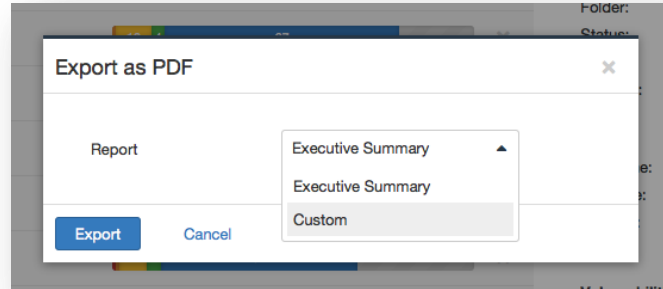 Folder:
Status:
Export as PDF
Report
Executive Summary
Executive Summary
Custom
Export
Cancel